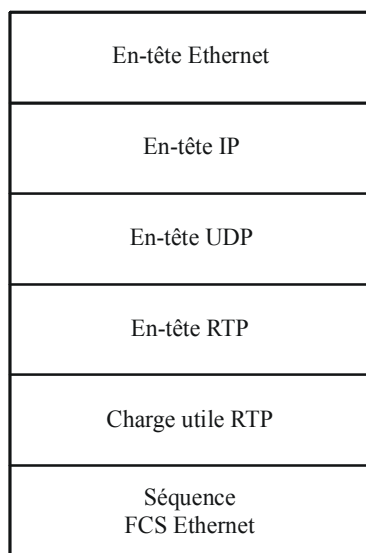 En-tête Ethernet
En-tête IP
En-tête UDP
En-tête RTP
Charge utile RTP
Séquence
FCS Ethernet